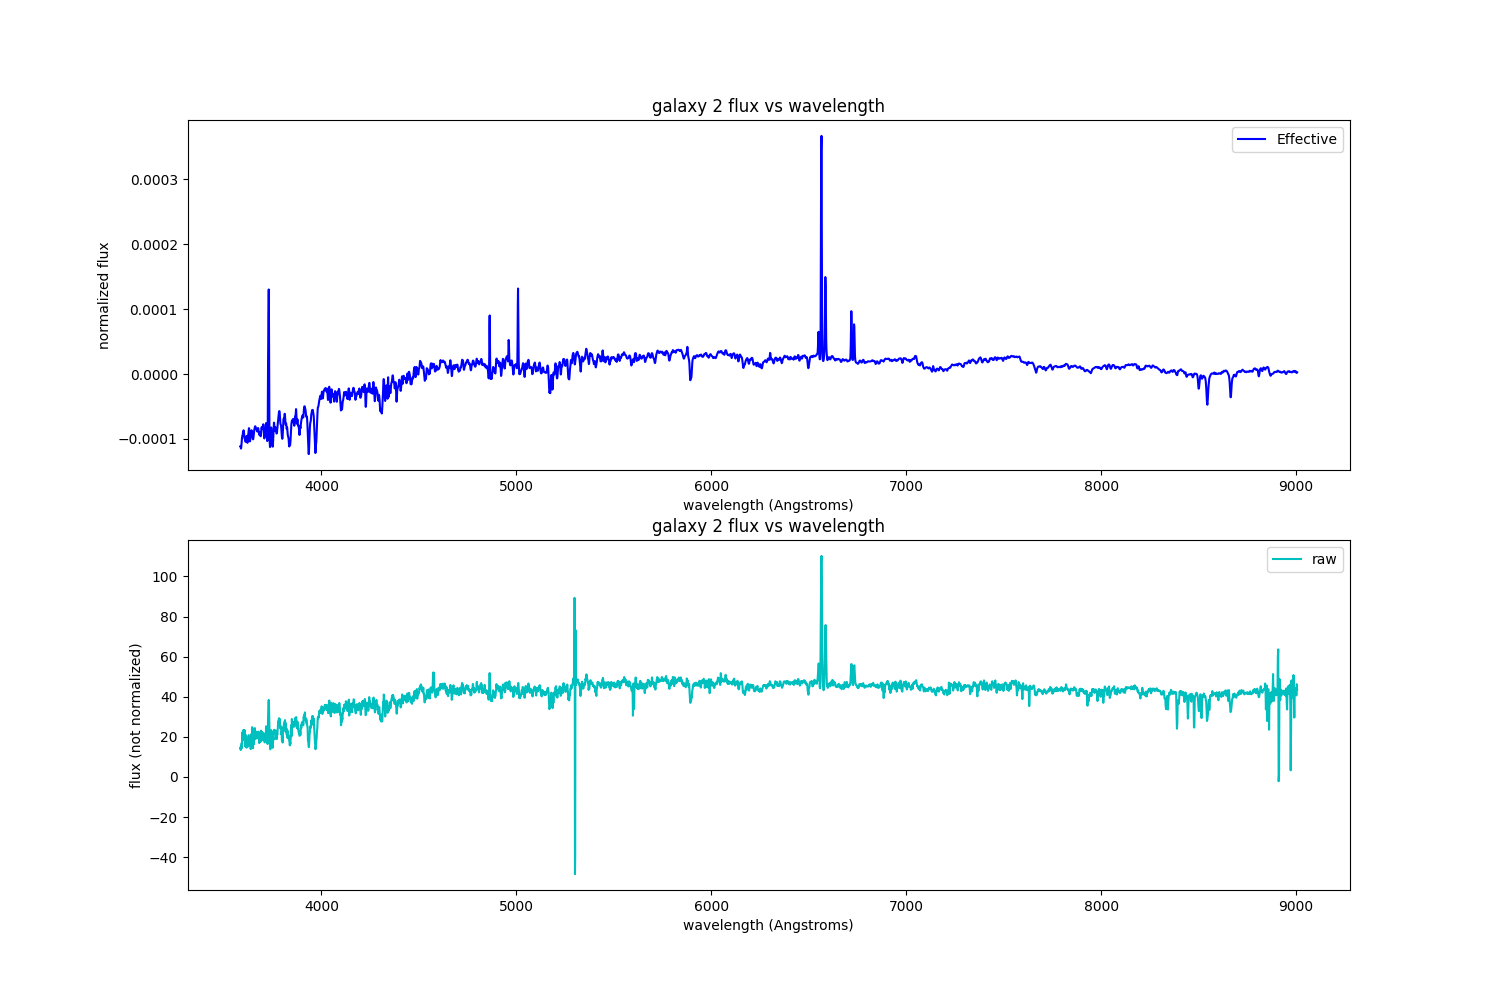 galaxy 2 flux vs wavelength
Effective
normalized flux
0.0003
0.0002
0.0001
0.0000
−0.0001
4000 5000 6000 7000 8000 9000
wavelength (Angstroms)
galaxy 2 flux vs wavelength
raw
flux (not normalized)
100
80
60
40
20
0
−20
−40
4000 5000 6000 7000 8000 9000
wavelength (Angstroms)